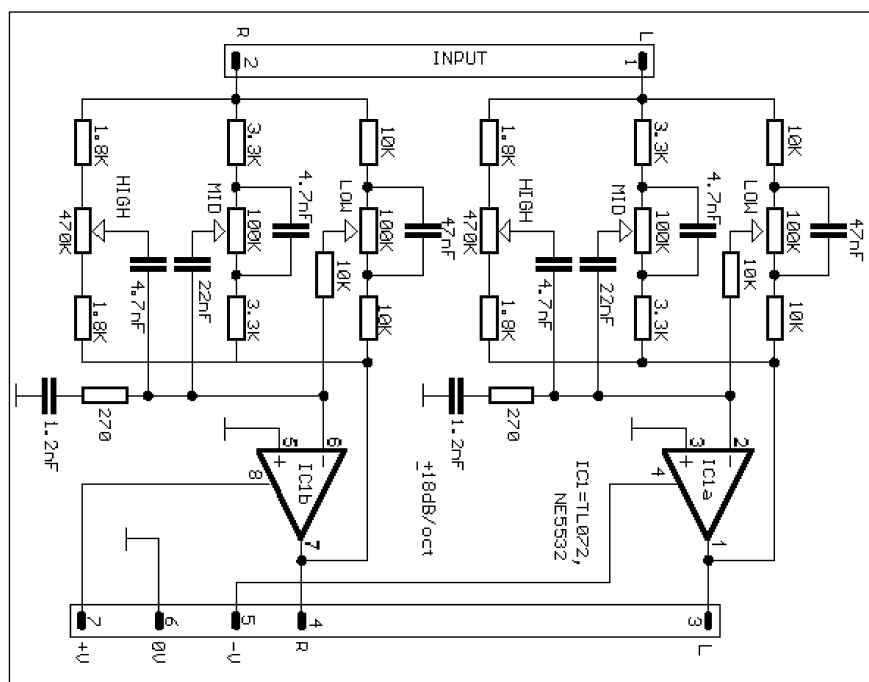 R
L
2
INPUT
1
1.8K
3.3K
10K
1.8K
3.3K
10K
HIGH
4.7nF
LOW
HIGH
4.7nF
LOW
470K
MID
100K
100K
47nF
470K
MID
100K
100K
47nF
10K
10K
1.8K
4.7nF
22nF
3.3K
10K
1.8K
4.7nF
22nF
3.3K
10K
1.2nF
270
1.2nF
270
5
6
3
2
+
−
+
−
8
IC1b
4
IC1a
7
1
±18dB/oct
IC1=TL072,
NE5532
7
6
5
4
3
+V
0V
-V
R
L